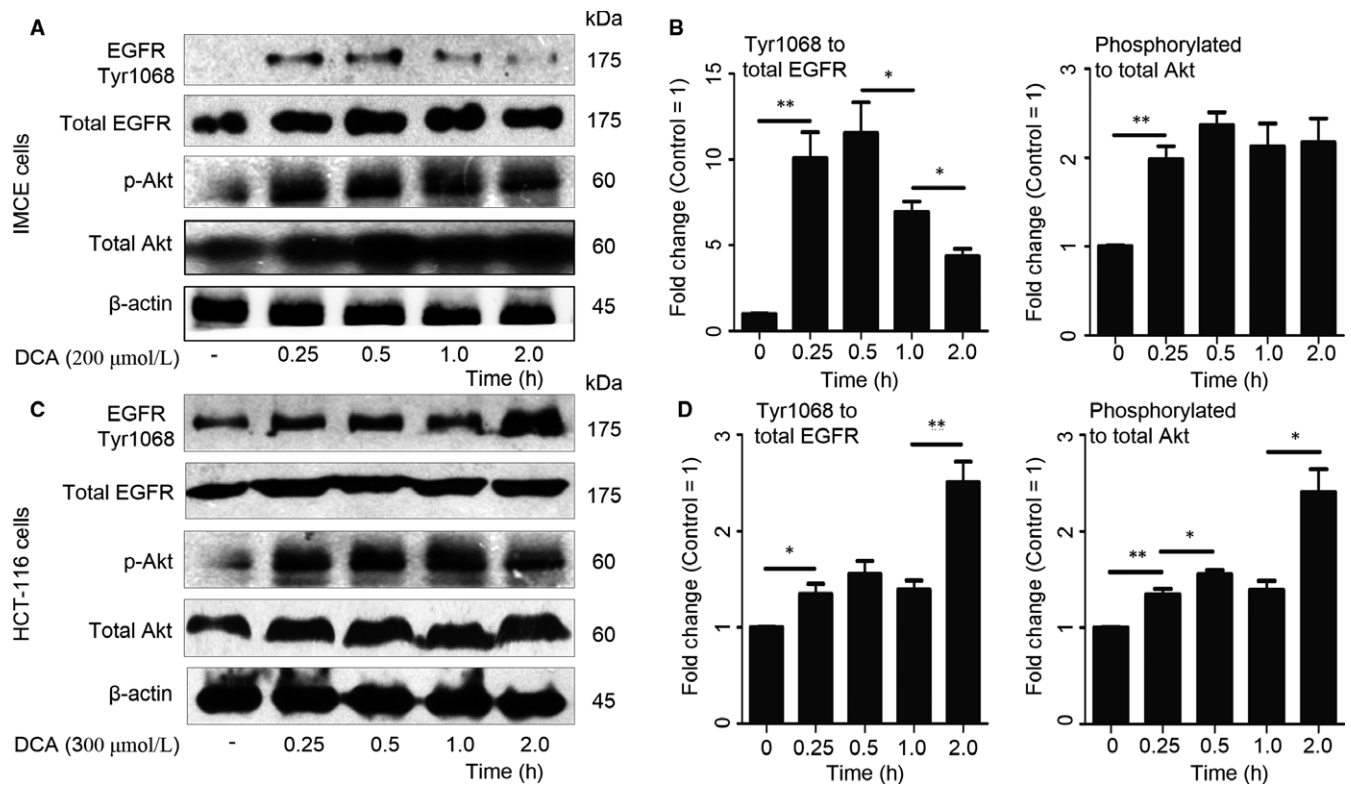 A
kDa
EGFR
Tyr1068
175
Total EGFR
175
p-Akt
60
Total Akt
60
β-actin
45
IMCE cells
DCA (200 μmol/L)
- 0.25 0.5 1.0 2.0
Time (h)
B
Tyr1068 to
total EGFR
Fold change (Control = 1)
15
10
5
0
**
*
*
0 0.25 0.5 1.0 2.0
Time (h)
Phosphorylated
to total Akt
Fold change (Control = 1)
3
2
1
0
**
0 0.25 0.5 1.0 2.0
Time (h)
C
kDa
EGFR
Tyr1068
175
Total EGFR
175
p-Akt
60
Total Akt
60
β-actin
45
HCT-116 cells
DCA (300 μmol/L)
- 0.25 0.5 1.0 2.0
Time (h)
D
Tyr1068 to
total EGFR
Fold change (Control = 1)
3
2
1
0
*
**
0 0.25 0.5 1.0 2.0
Time (h)
Phosphorylated
to total Akt
Fold change (Control = 1)
3
2
1
0
**
*
*
0 0.25 0.5 1.0 2.0
Time (h)